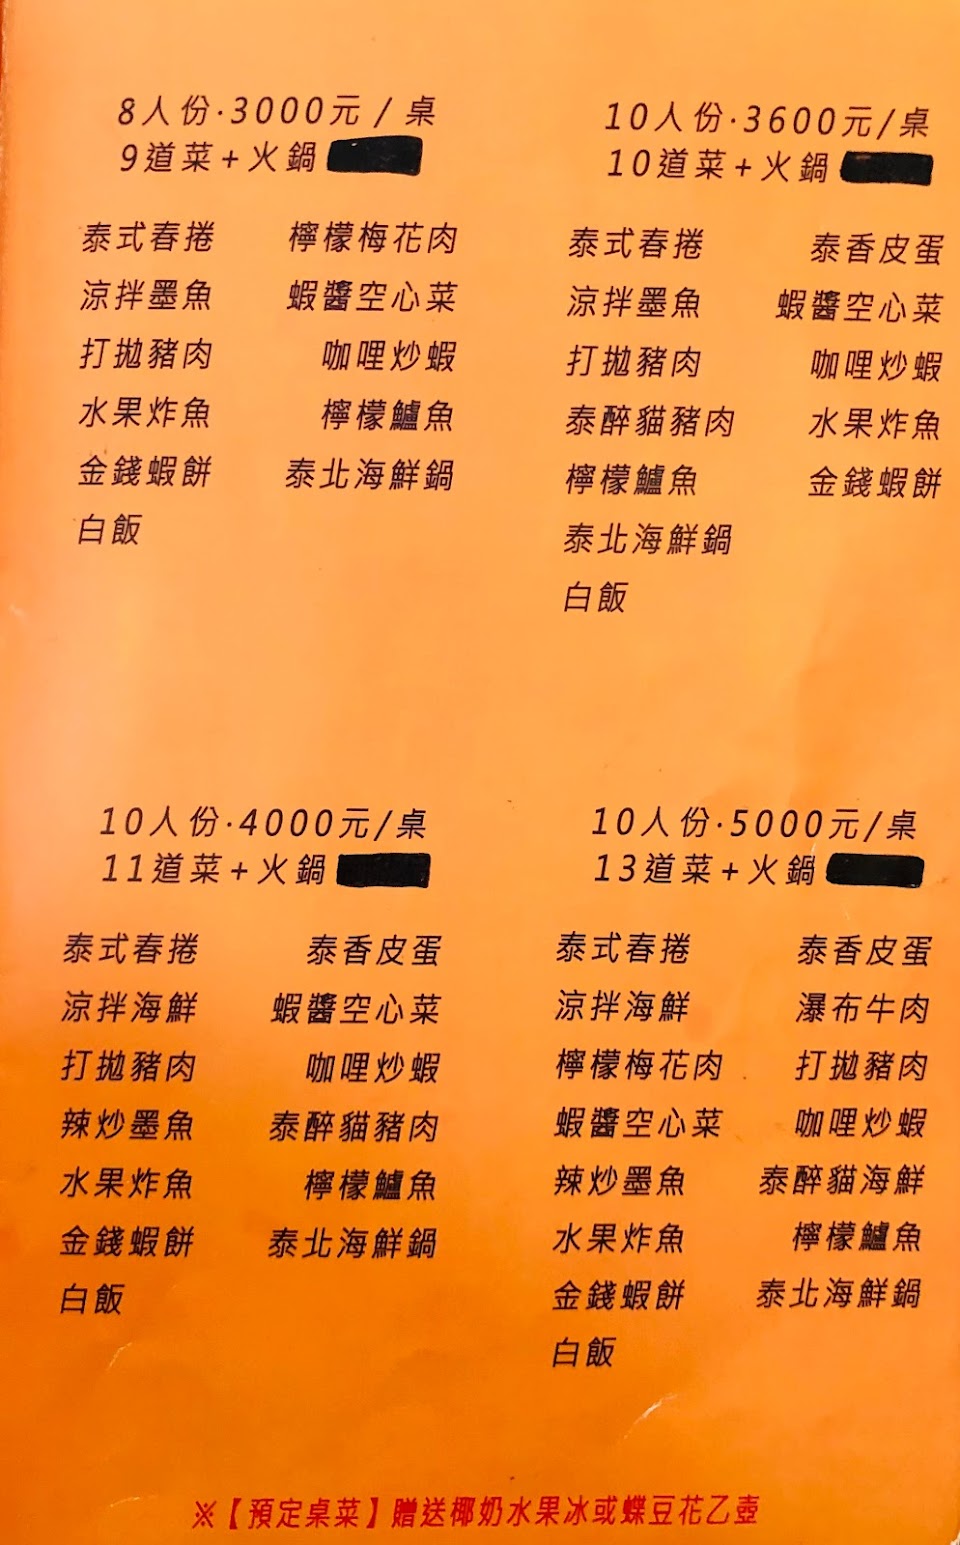 8人份·3000元/桌
9道菜+火鍋
泰式春捲 檸檬梅花肉
涼拌墨魚 蝦醬空心菜
打拋豬肉 咖哩炒蝦
水果炸魚 檸檬鱸魚
金錢蝦餅 泰北海鮮鍋
白飯
10人份·3600元/桌
10道菜+火鍋
泰式春捲 泰香皮蛋
涼拌墨魚 蝦醬空心菜
打拋豬肉 咖哩炒蝦
泰醉貓豬肉 水果炸魚
檸檬鱸魚 金錢蝦餅
泰北海鮮鍋
白飯
10人份·4000元/桌
11道菜+火鍋
泰式春捲 泰香皮蛋
涼拌海鮮 蝦醬空心菜
打拋豬肉 咖哩炒蝦
辣炒墨魚 泰醉貓豬肉
水果炸魚 檸檬鱸魚
金錢蝦餅 泰北海鮮鍋
白飯
10人份·5000元/桌
13道菜+火鍋
泰式春捲 泰香皮蛋
涼拌海鮮 瀑布牛肉
檸檬梅花肉 打拋豬肉
蝦醬空心菜 咖哩炒蝦
辣炒墨魚 泰醉貓海鮮
水果炸魚 檸檬鱸魚
金錢蝦餅 泰北海鮮鍋
白飯
※【預定桌菜】贈送椰奶水果冰或蝶豆花乙壺